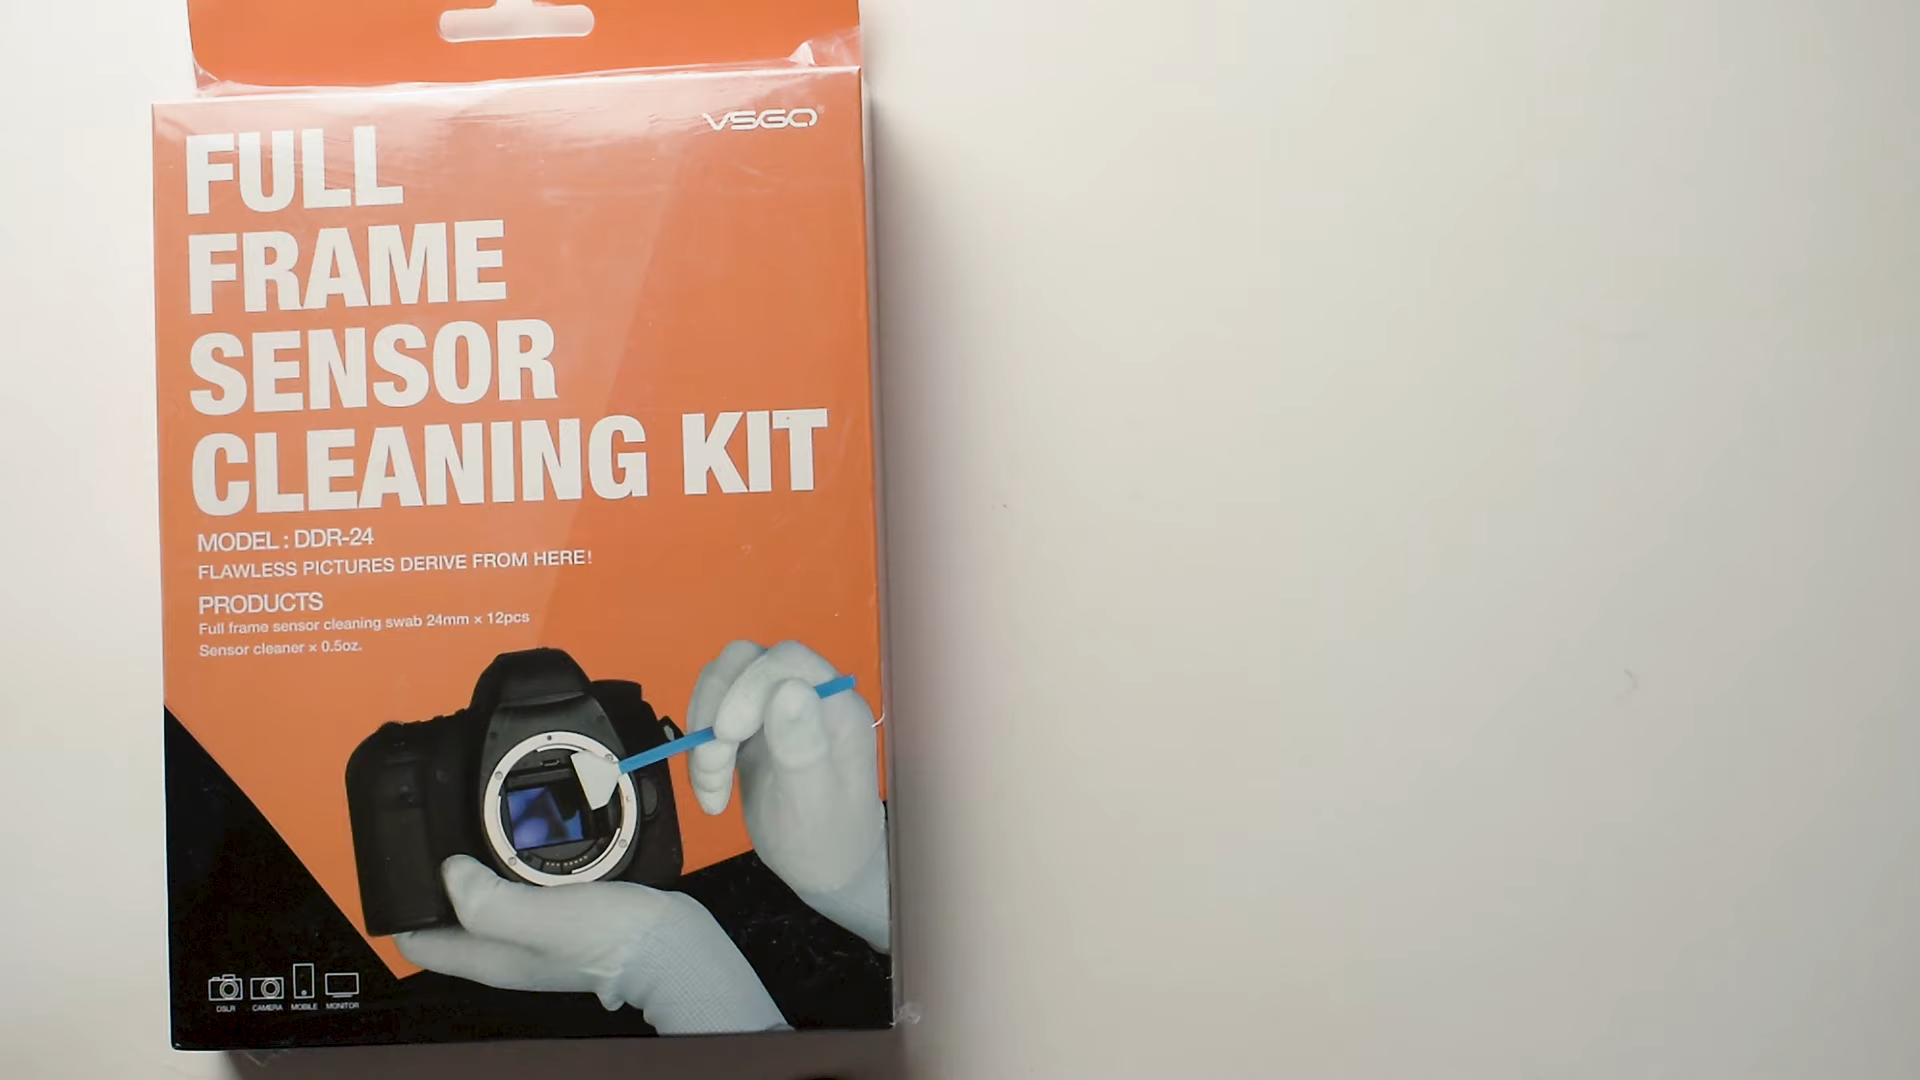 VSGO®
FULL
FRAME
SENSOR
CLEANING KIT
MODEL : DDR-24
FLAWLESS PICTURES DERIVE FROM HERE!
PRODUCTS
Full frame sensor cleaning swab 24mm × 12pcs
Sensor cleaner × 0.5oz.
DSLR CAMERA MOBILE MONITOR